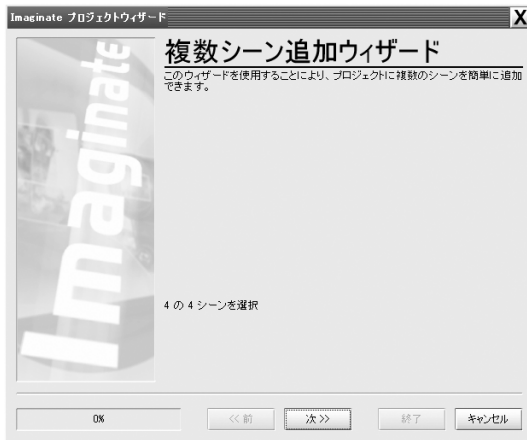 Imaginate プロジェクトウィザード
X
複数シーン追加ウィザード
このウィザードを使用することにより、プロジェクトに複数のシーンを簡単に追加
できます。
Imaginate
4 の 4 シーンを選択
0%
<< 前
次 >>
終了
キャンセル